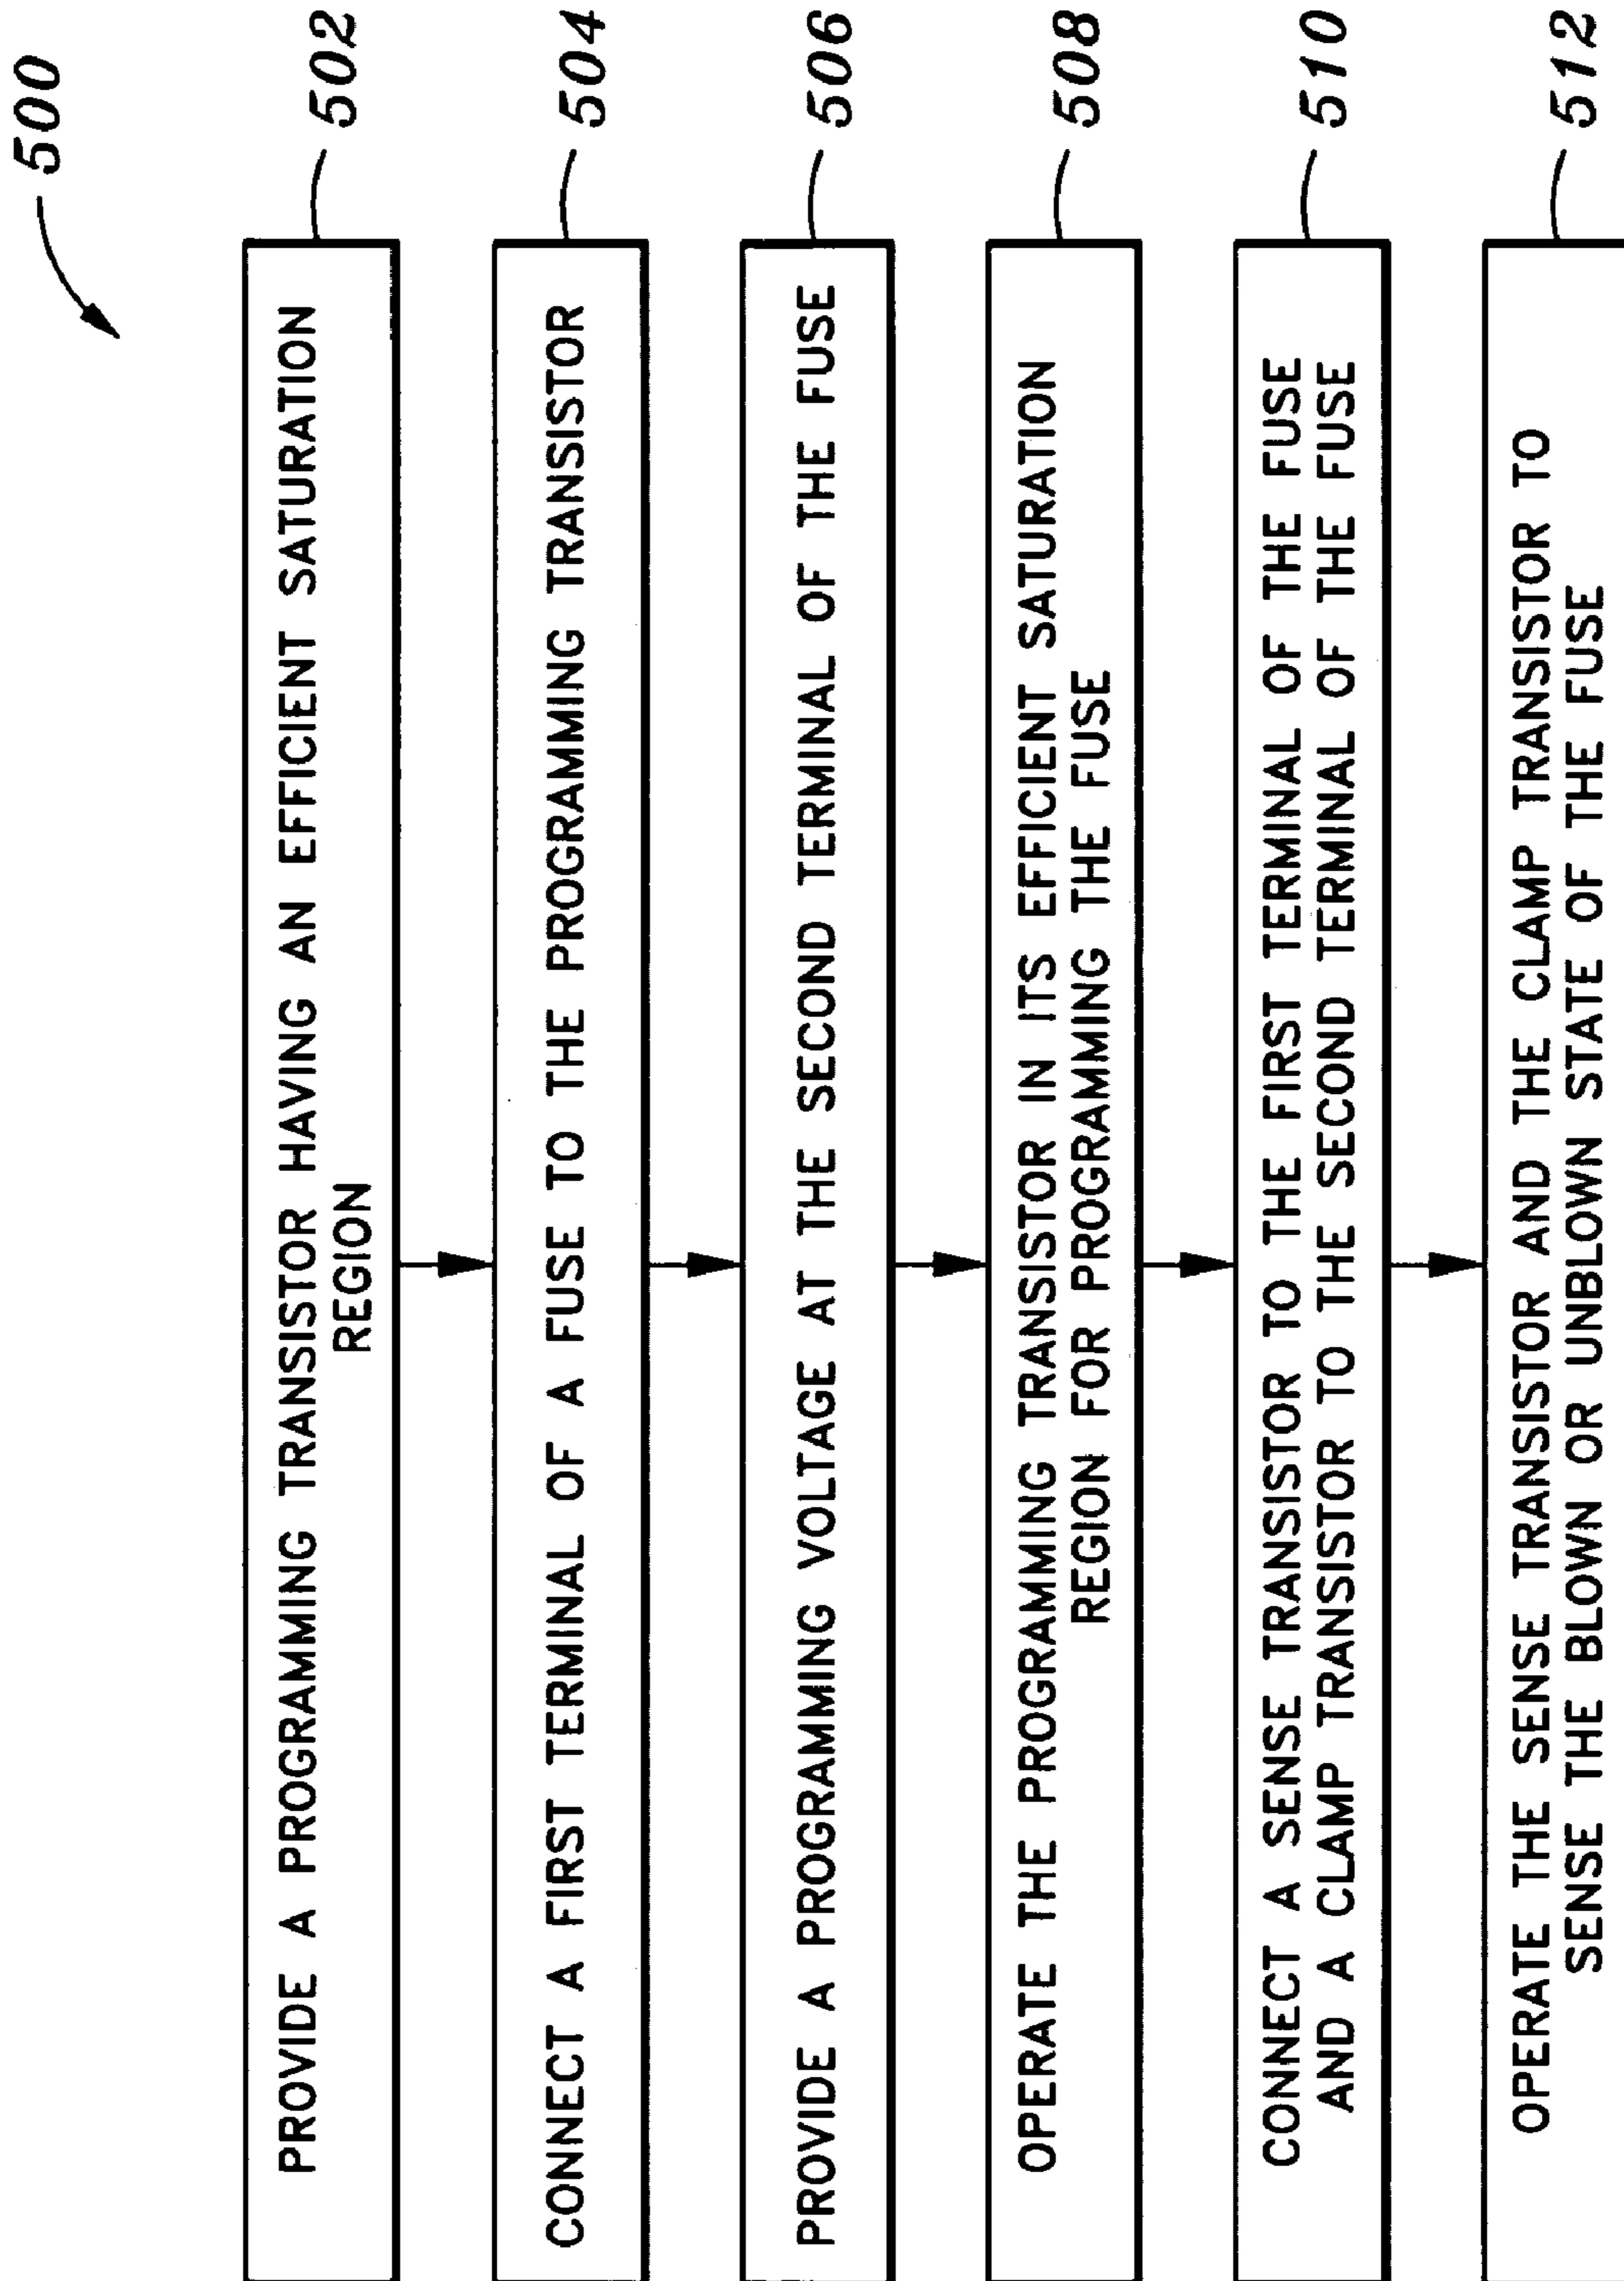 500
PROVIDE A PROGRAMMING TRANSISTOR HAVING AN EFFICIENT SATURATION
REGION
502
CONNECT A FIRST TERMINAL OF A FUSE TO THE PROGRAMMING TRANSISTOR
504
PROVIDE A PROGRAMMING VOLTAGE AT THE SECOND TERMINAL OF THE FUSE
506
OPERATE THE PROGRAMMING TRANSISTOR IN ITS EFFICIENT SATURATION
REGION FOR PROGRAMMING THE FUSE
508
CONNECT A SENSE TRANSISTOR TO THE FIRST TERMINAL OF THE FUSE
AND A CLAMP TRANSISTOR TO THE SECOND TERMINAL OF THE FUSE
510
OPERATE THE SENSE TRANSISTOR AND THE CLAMP TRANSISTOR TO
SENSE THE BLOWN OR UNBLOWN STATE OF THE FUSE
512